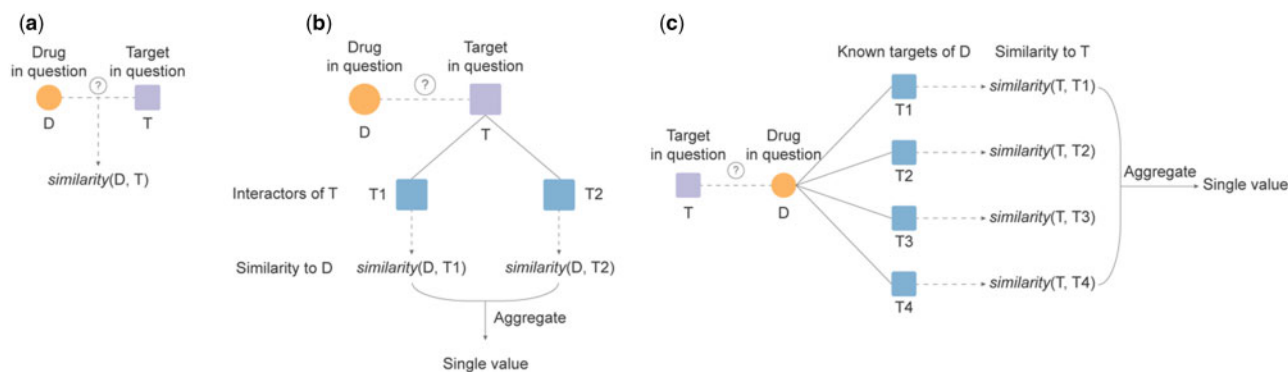 (a)
Drug
in question
Target
in question
?
D
T
similarity(D, T)
(b)
Drug
in question
Target
in question
?
D
T
Interactors of T
T1
T2
Similarity to D
similarity(D, T1)
similarity(D, T2)
Aggregate
Single value
(c)
Known targets of D
Similarity to T
Target
in question
Drug
in question
?
T
D
T1
similarity(T, T1)
T2
similarity(T, T2)
T3
similarity(T, T3)
T4
similarity(T, T4)
Aggregate
Single value